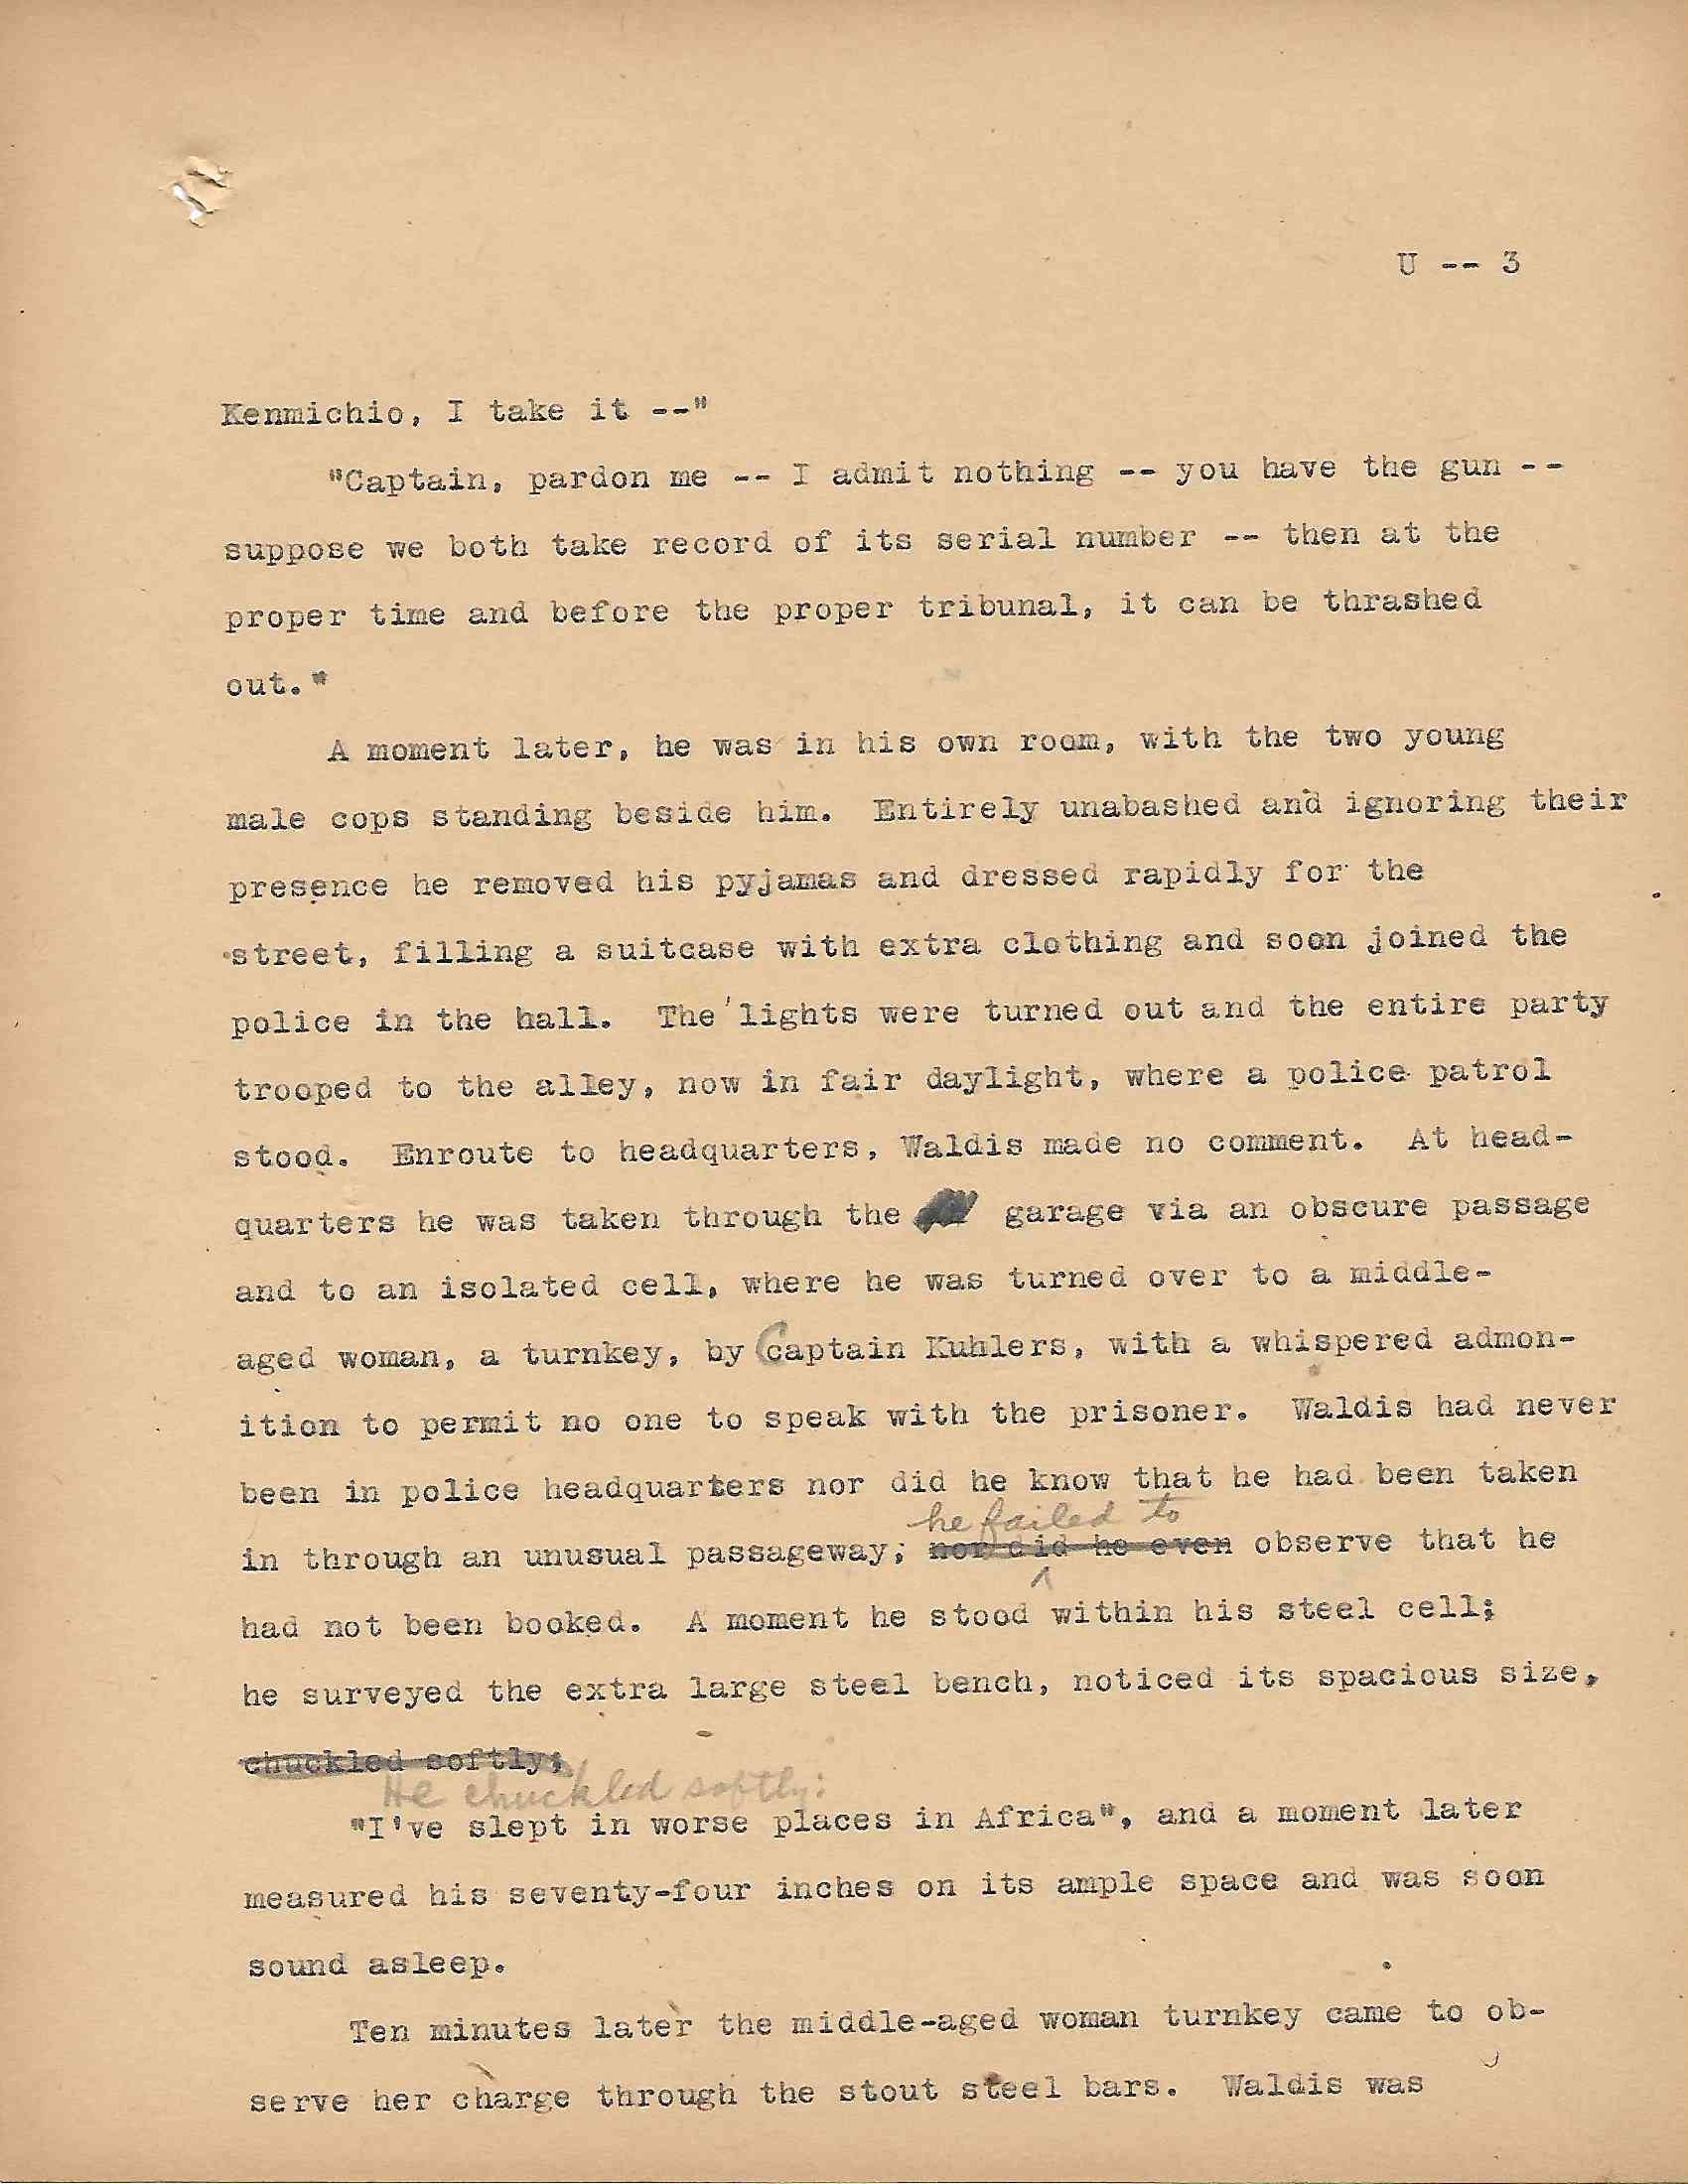 U -- 3
Kenmichio, I take it --"
"Captain, pardon me -- I admit nothing -- you have the gun --
suppose we both take record of its serial number -- then at the
proper time and before the proper tribunal, it can be thrashed
out."
A moment later, he was in his own room, with the two young
male cops standing beside him. Entirely unabashed and ignoring their
presence he removed his pyjamas and dressed rapidly for the
street, filling a suitcase with extra clothing and soon joined the
police in the hall. The lights were turned out and the entire party
trooped to the alley, now in fair daylight, where a police patrol
stood. Enroute to headquarters, Waldis made no comment. At head-
quarters he was taken through the garage via an obscure passage
and to an isolated cell, where he was turned over to a middle-
aged woman, a turnkey, by Captain Kuhlers, with a whispered admon-
ition to permit no one to speak with the prisoner. Waldis had never
been in police headquarters nor did he know that he had been taken
he failed to
in through an unusual passageway; nor did he even observe that he
had not been booked. A moment he stood within his steel cell;
he surveyed the extra large steel bench, noticed its spacious size,
chuckled softly;
He chuckled softly:
"I've slept in worse places in Africa", and a moment later
measured his seventy-four inches on its ample space and was soon
sound asleep.
Ten minutes later the middle-aged woman turnkey came to ob-
serve her charge through the stout steel bars. Waldis was